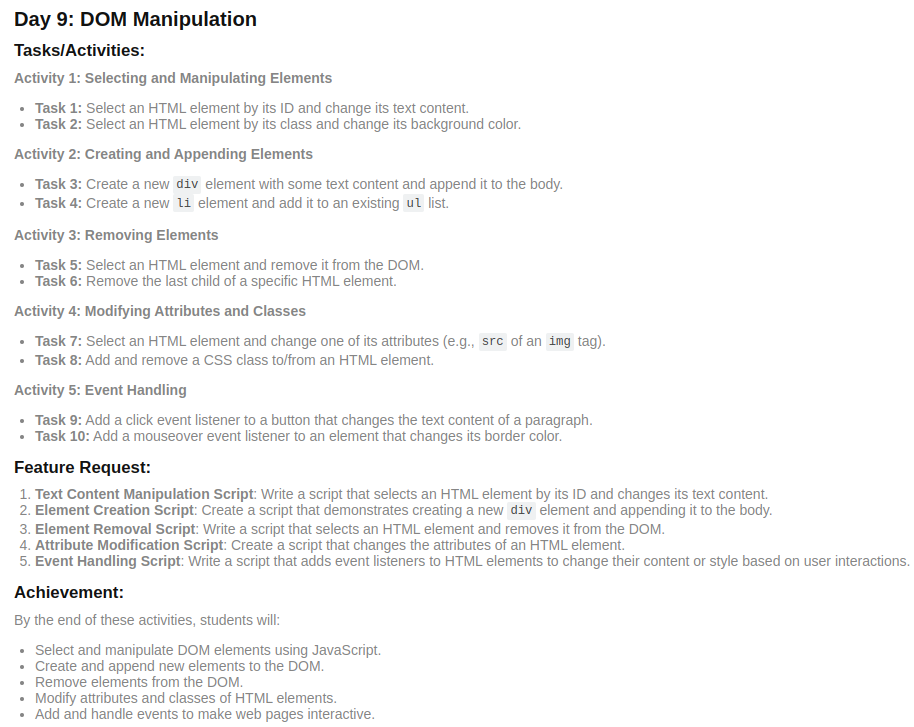 Day 9: DOM Manipulation
Tasks/Activities:
Activity 1: Selecting and Manipulating Elements
• Task 1: Select an HTML element by its ID and change its text content.
• Task 2: Select an HTML element by its class and change its background color.
Activity 2: Creating and Appending Elements
• Task 3: Create a new div element with some text content and append it to the body.
• Task 4: Create a new li element and add it to an existing ul list.
Activity 3: Removing Elements
• Task 5: Select an HTML element and remove it from the DOM.
• Task 6: Remove the last child of a specific HTML element.
Activity 4: Modifying Attributes and Classes
• Task 7: Select an HTML element and change one of its attributes (e.g., src of an img tag).
• Task 8: Add and remove a CSS class to/from an HTML element.
Activity 5: Event Handling
• Task 9: Add a click event listener to a button that changes the text content of a paragraph.
• Task 10: Add a mouseover event listener to an element that changes its border color.
Feature Request:
1. Text Content Manipulation Script: Write a script that selects an HTML element by its ID and changes its text content.
2. Element Creation Script: Create a script that demonstrates creating a new div element and appending it to the body.
3. Element Removal Script: Write a script that selects an HTML element and removes it from the DOM.
4. Attribute Modification Script: Create a script that changes the attributes of an HTML element.
5. Event Handling Script: Write a script that adds event listeners to HTML elements to change their content or style based on user interactions.
Achievement:
By the end of these activities, students will:
• Select and manipulate DOM elements using JavaScript.
• Create and append new elements to the DOM.
• Remove elements from the DOM.
• Modify attributes and classes of HTML elements.
• Add and handle events to make web pages interactive.